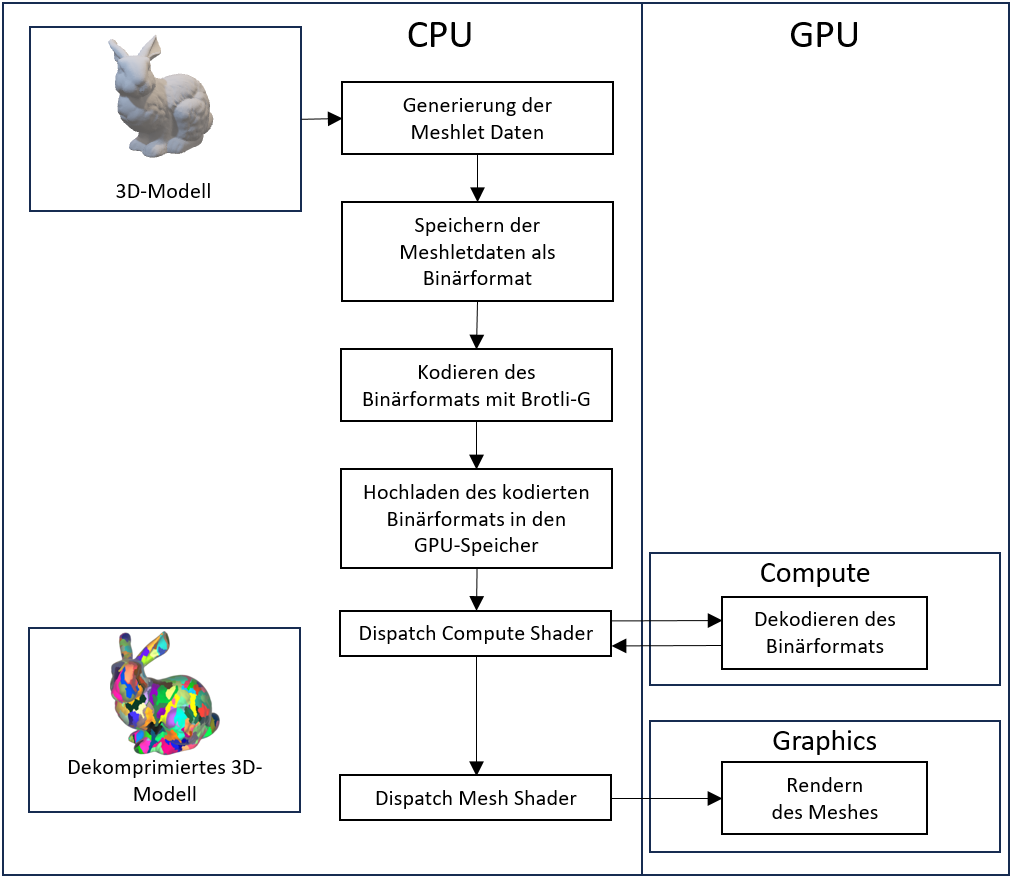 CPU
GPU
3D-Modell
Generierung der
Meshlet Daten
Speichern der
Meshletdaten als
Binärformat
Kodieren des
Binärformats mit Brotli-G
Hochladen des kodierten
Binärformats in den
GPU-Speicher
Compute
Dispatch Compute Shader
Dekodieren des
Binärformats
Dekomprimiertes 3D-
Modell
Graphics
Dispatch Mesh Shader
Rendern
des Meshes